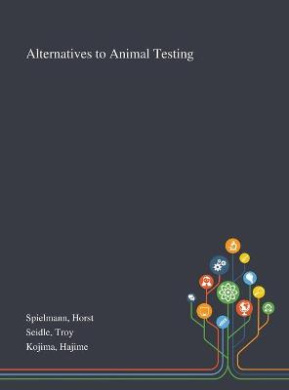 Alternatives to Animal Testing
Spielmann, Horst
Seidle, Troy
Kojima, Hajime